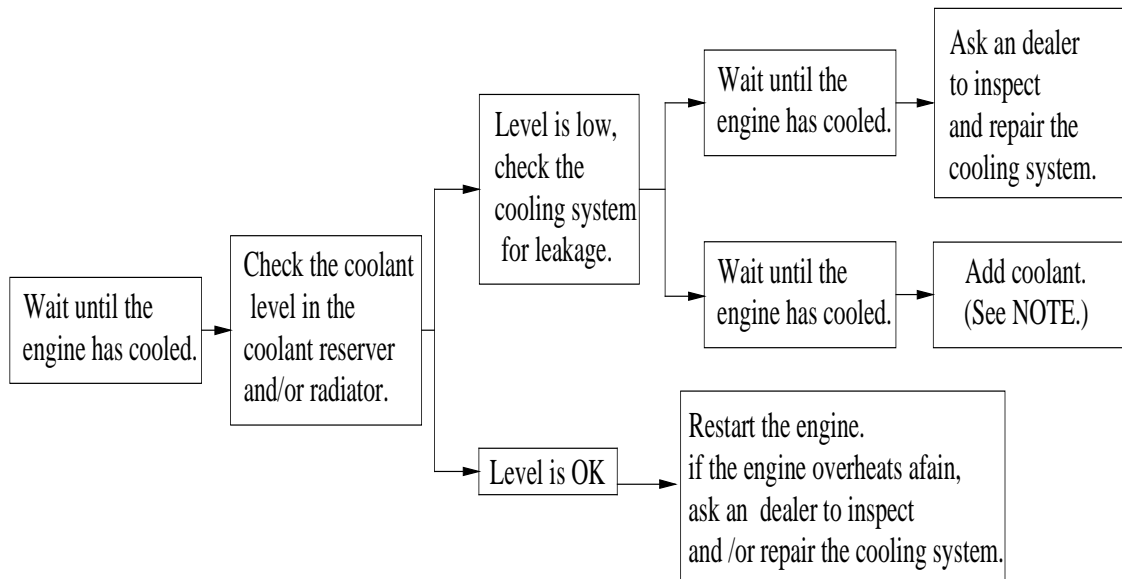 Wait until the
engine has cooled.
Check the coolant
level in the
coolant reserver
and/or radiator.
Level is low,
check the
cooling system
for leakage.
Wait until the
engine has cooled.
Ask an dealer
to inspect
and repair the
cooling system.
Wait until the
engine has cooled.
Add coolant.
(See NOTE.)
Level is OK
Restart the engine.
if the engine overheats afain,
ask an dealer to inspect
and /or repair the cooling system.